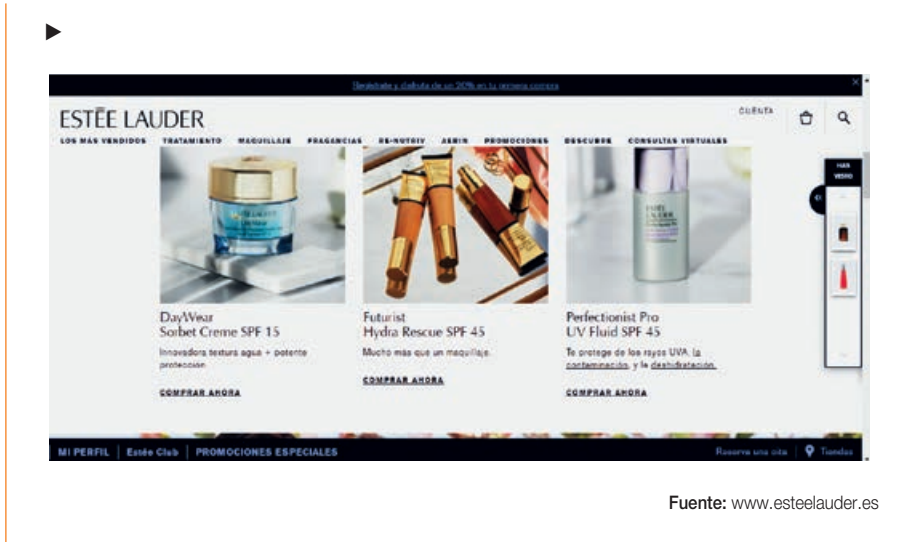 Regístrate y disfruta de un 20% en tu primera compra
ESTĒE LAUDER
CUENTA
LOS MÁS VENDIDOS TRATAMIENTO MAQUILLAJE FRAGANCIAS RE-NUTRIV AERIN PROMOCIONES DESCUBRE CONSULTAS VIRTUALES
HAS
VISTO
DayWear
Sorbet Creme SPF 15
Innovadora textura agua + potente
protección
COMPRAR AHORA
Futurist
Hydra Rescue SPF 45
Mucho más que un maquillaje.
COMPRAR AHORA
Perfectionist Pro
UV Fluid SPF 45
Te protege de los rayos UVA, la
contaminación, y la deshidratación.
COMPRAR AHORA
MI PERFIL Estée Club PROMOCIONES ESPECIALES Reserva una cita Tiendas
Fuente: www.esteelauder.es